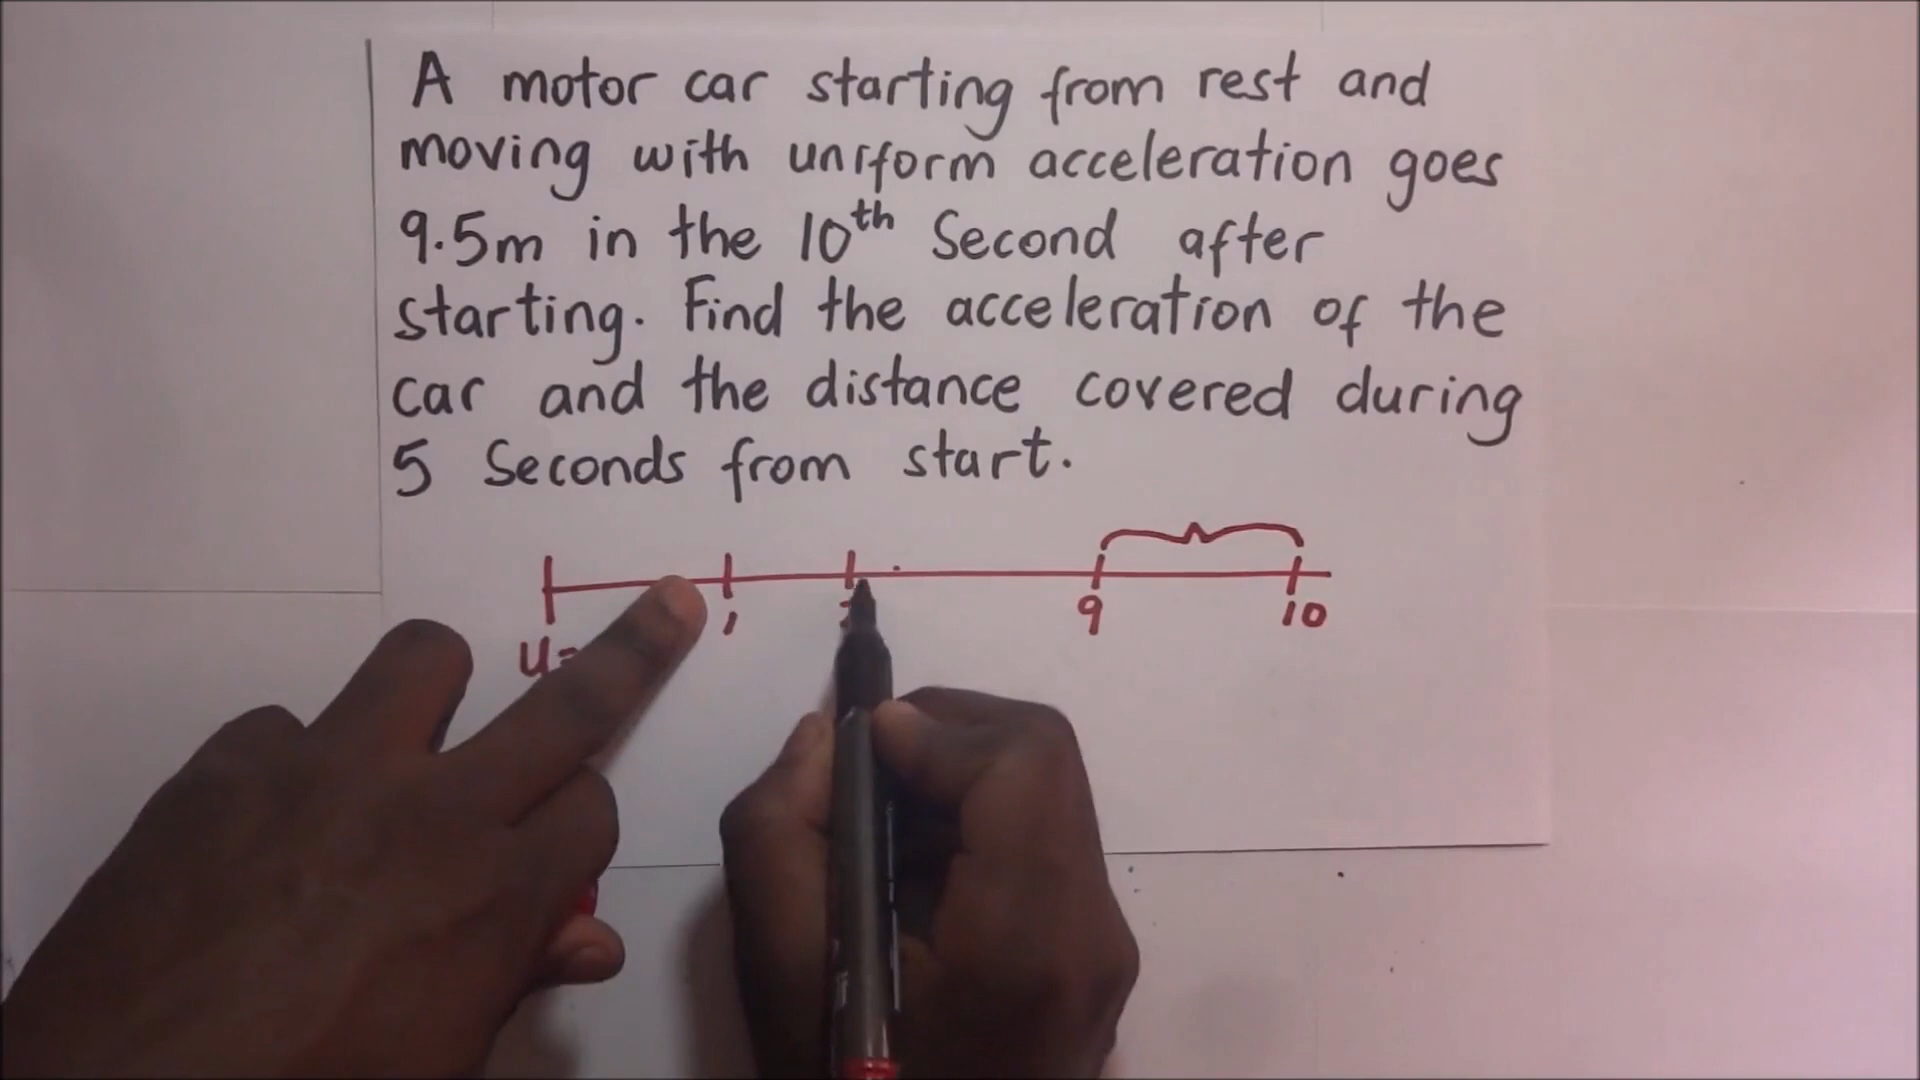 A motor car starting from rest and
moving with uniform acceleration goes
9.5m in the 10th Second after
starting. Find the acceleration of the
car and the distance covered during
5 Seconds from start.
1 9 10
u=